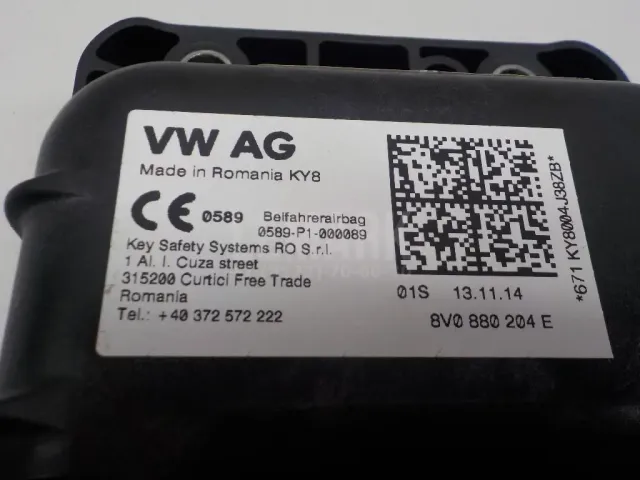 VW AG
Made in Romania KY8
CE 0589 Beifahrerairbag
0589-P1-000089
Key Safety Systems RO S.r.l.
1 Al. I. Cuza street
315200 Curtici Free Trade
Romania
Tel.: +40 372 572 222
01S 13.11.14
8V0 880 204 E
*671 KY8004J38ZB*